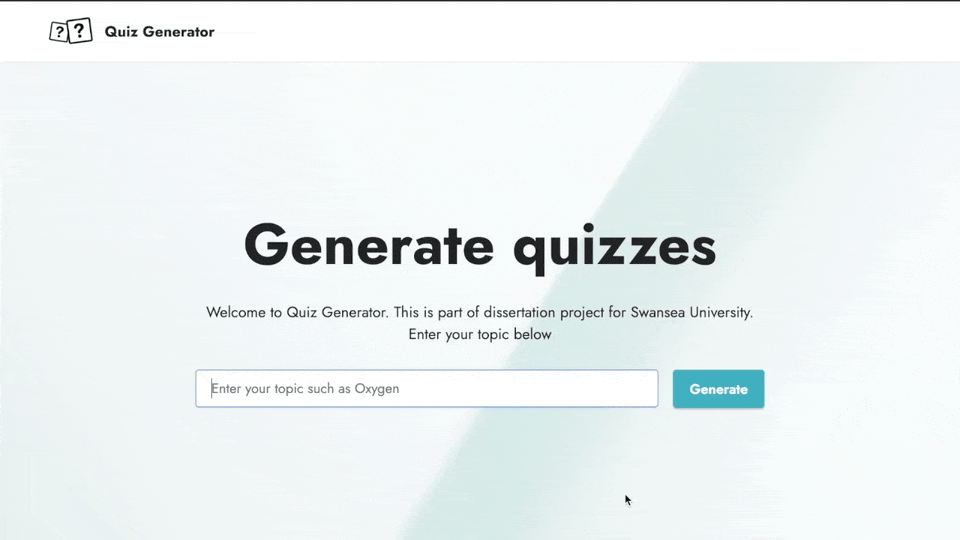 ? ? Quiz Generator
Generate quizzes
Welcome to Quiz Generator. This is part of dissertation project for Swansea University.
Enter your topic below
Enter your topic such as Oxygen
Generate